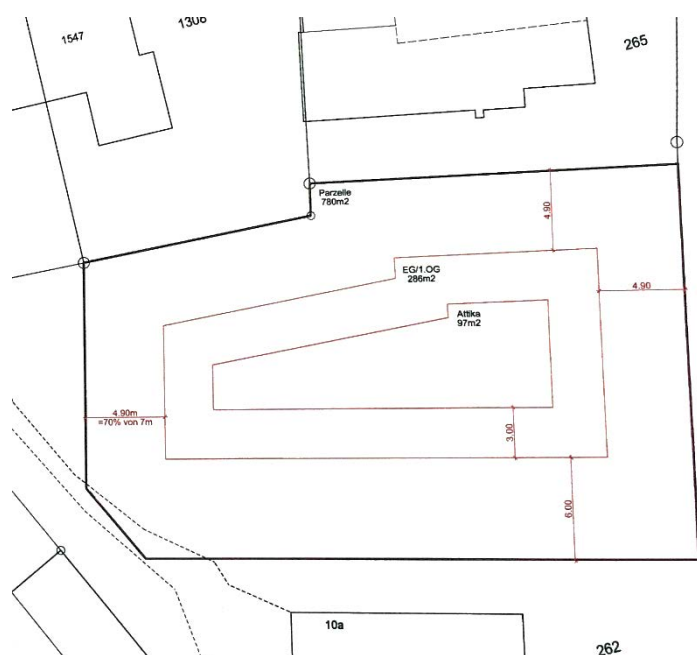 1547
1306
265
Parzelle
780m2
4.90
EG/1.OG
286m2
4.90
Attika
97m2
4.90m
=70% von 7m
3.00
6.00
10a
262